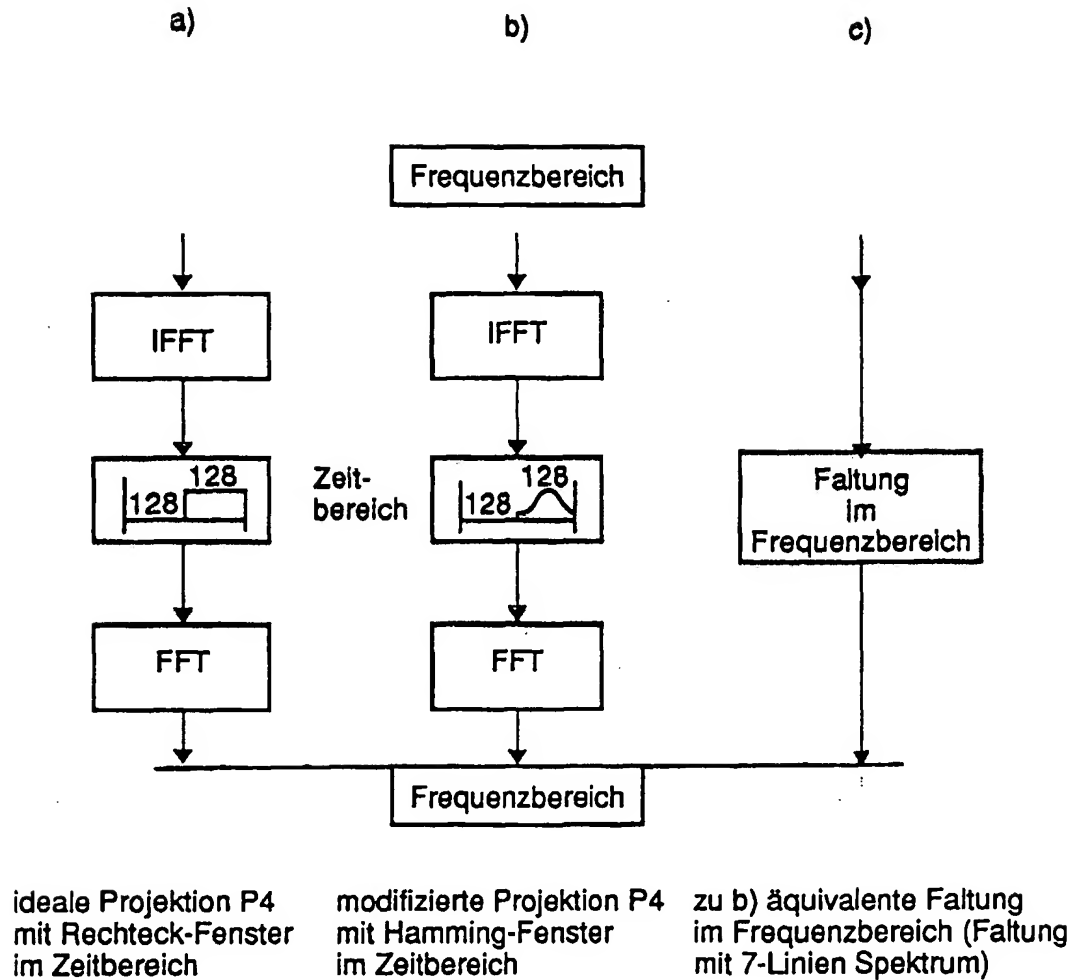 a)
b)
c)
Frequenzbereich
IFFT
IFFT
128
128
Zeit-
bereich
128
128
Faltung
im
Frequenzbereich
FFT
FFT
Frequenzbereich
ideale Projektion P4
mit Rechteck-Fenster
im Zeitbereich
modifizierte Projektion P4
mit Hamming-Fenster
im Zeitbereich
zu b) äquivalente Faltung
im Frequenzbereich (Faltung
mit 7-Linien Spektrum)